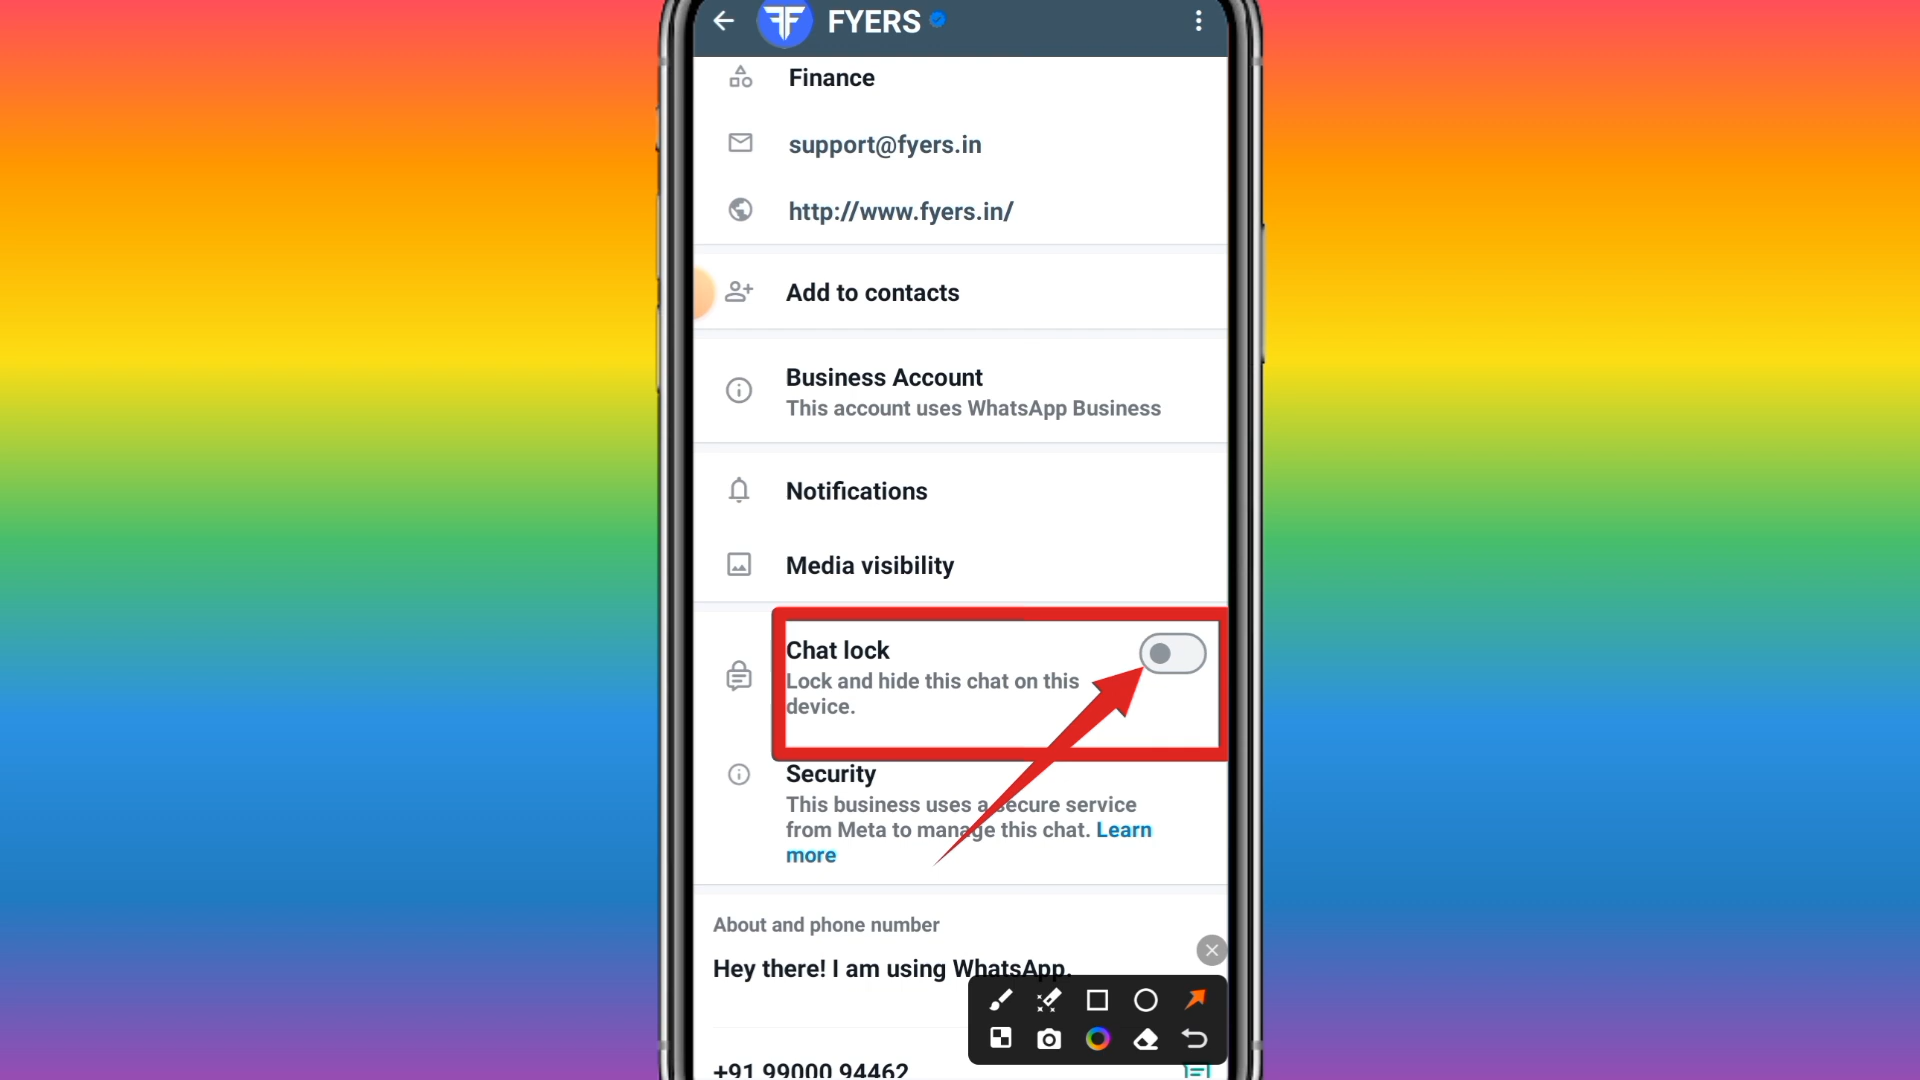 FYERS
Finance
support@fyers.in
http://www.fyers.in/
Add to contacts
Business Account
This account uses WhatsApp Business
Notifications
Media visibility
Chat lock
Lock and hide this chat on this
device.
Security
This business uses a secure service
from Meta to manage this chat. Learn
more
About and phone number
Hey there! I am using WhatsApp.
+91 99000 94462